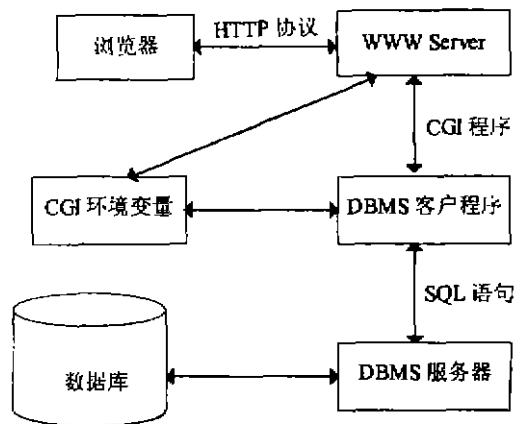 浏览器
HTTP 协议
WWW Server
CGI 程序
CGI 环境变量
DBMS 客户程序
SQL 语句
数据库
DBMS 服务器